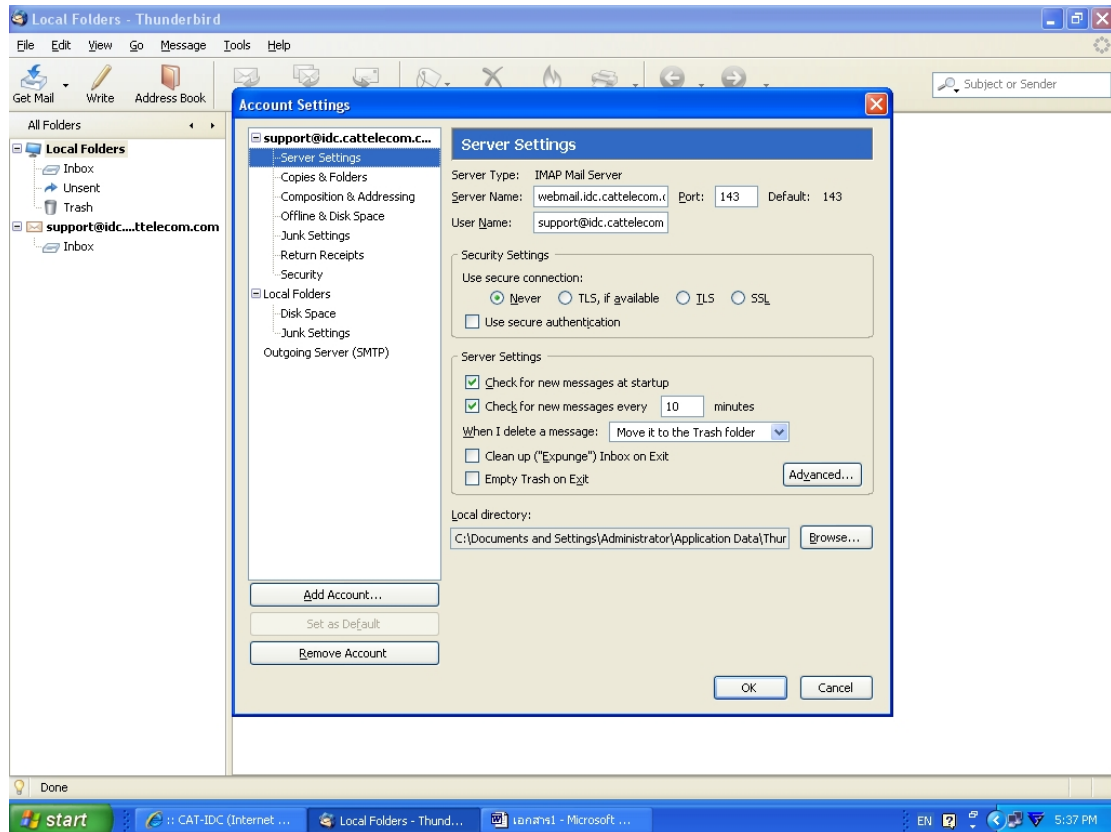 Local Folders - Thunderbird
File Edit View Go Message Tools Help
Get Mail Write Address Book
Subject or Sender
All Folders
Local Folders
Inbox
Unsent
Trash
support@idc....ttelecom.com
Inbox
Account Settings
support@idc.cattelecom.c...
Server Settings
Copies & Folders
Composition & Addressing
Offline & Disk Space
Junk Settings
Return Receipts
Security
Local Folders
Disk Space
Junk Settings
Outgoing Server (SMTP)
Add Account...
Set as Default
Remove Account
Server Settings
Server Type: IMAP Mail Server
Server Name: webmail.idc.cattelecom.( Port: 143 Default: 143
User Name: support@idc.cattelecom
Security Settings
Use secure connection:
Never TLS, if available TLS SSL
Use secure authentication
Server Settings
Check for new messages at startup
Check for new messages every 10 minutes
When I delete a message: Move it to the Trash folder
Clean up ("Expunge") Inbox on Exit
Empty Trash on Exit
Advanced...
Local directory:
C:\Documents and Settings\Administrator\Application Data\Thur Browse...
OK Cancel
Done
start :: CAT-IDC (Internet ... Local Folders - Thund... เอกสาร1 - Microsoft ... EN 5:37 PM